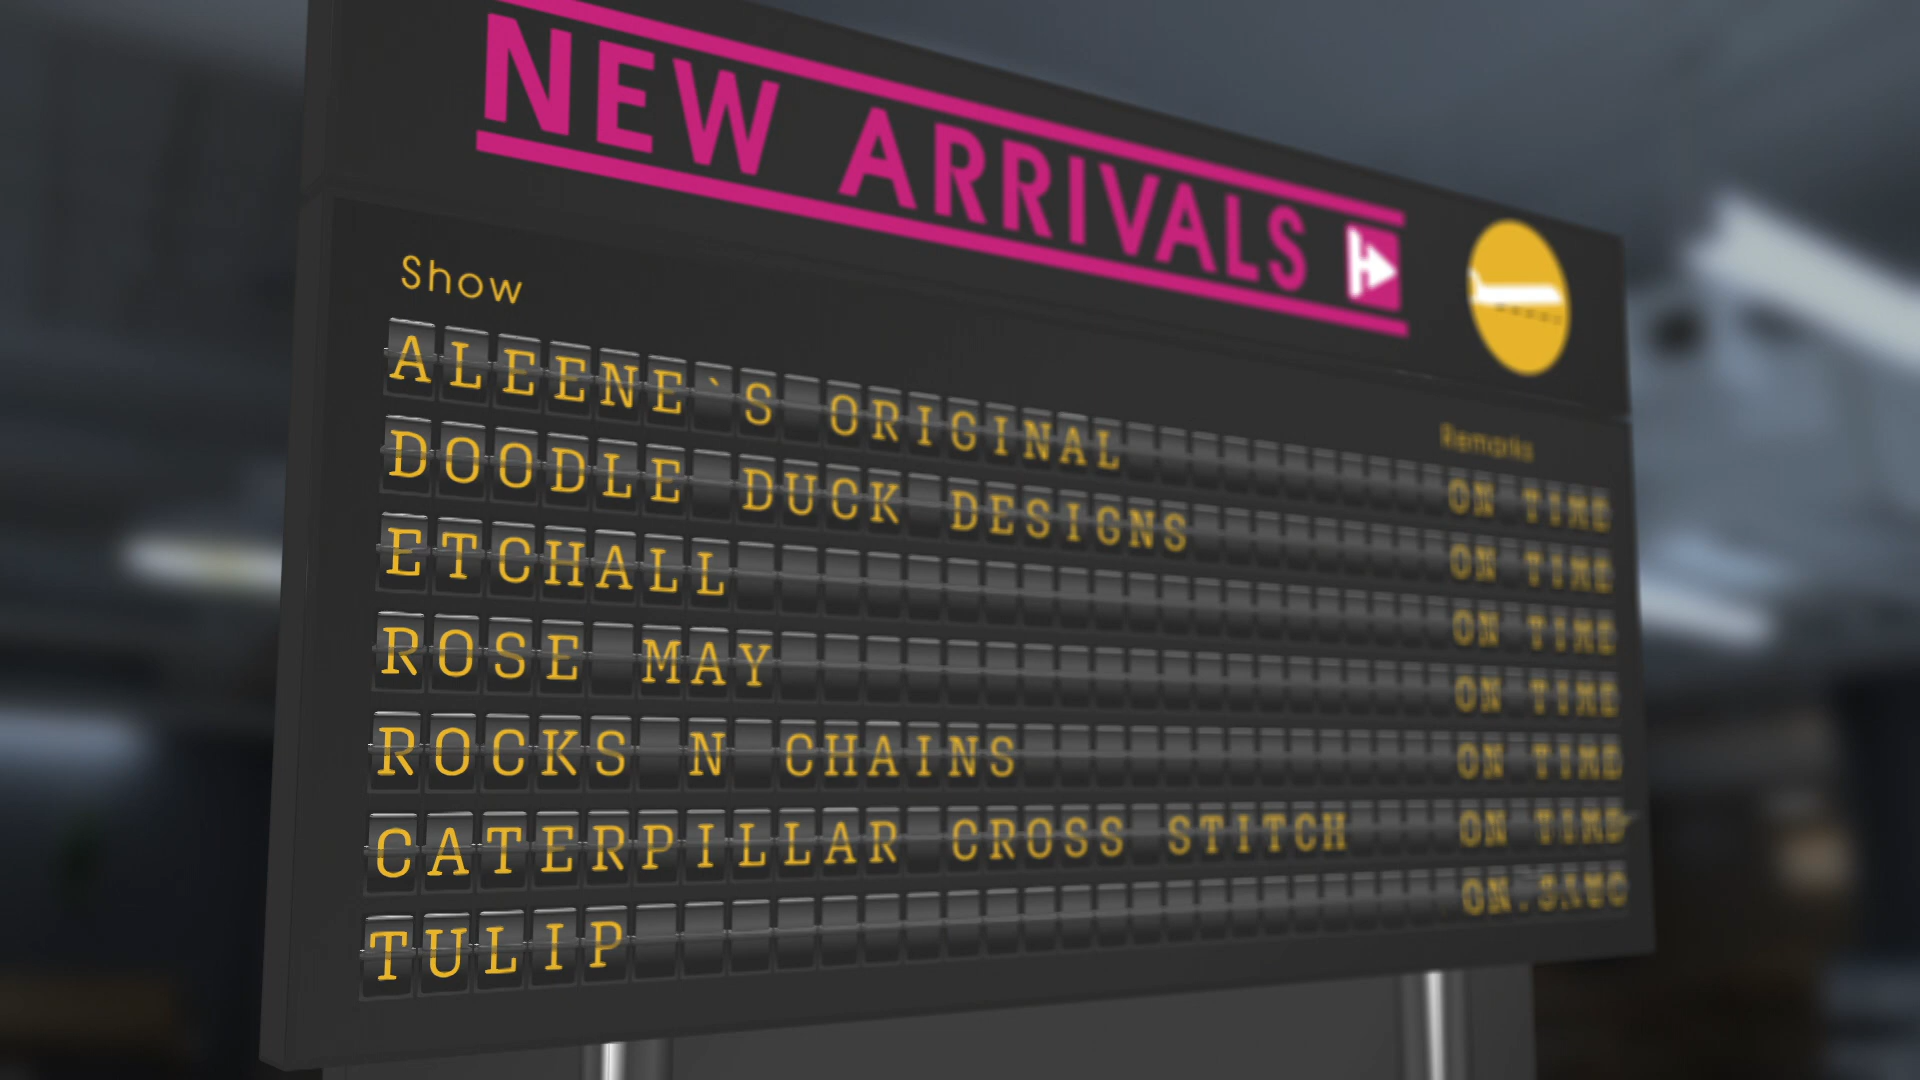 NEW ARRIVALS
Show
Remarks
ALEENE`S ORIGINAL ON TIME
DOODLE DUCK DESIGNS ON TIME
ETCHALL ON TIME
ROSE MAY ON TIME
ROCKS N CHAINS ON TIME
CATERPILLAR CROSS STITCH ON TIME
TULIP